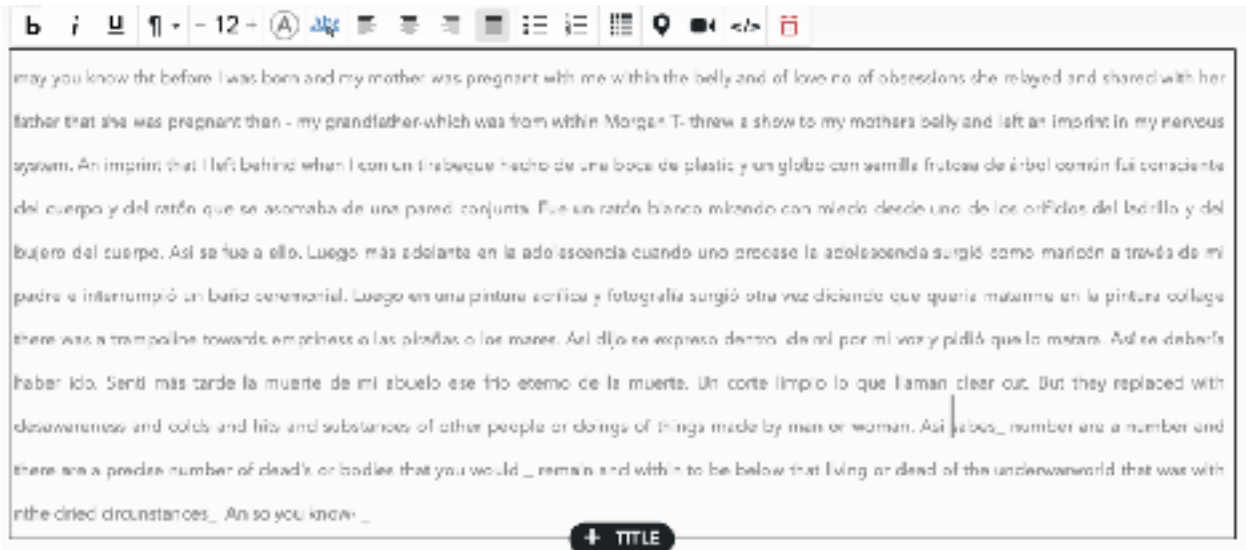 b i U ¶ - 12 + A abc </>
may you know tht before I was born and my mother was pregnant with me within the belly and of love no of obsessions she relayed and shared with her
father that she was pregnant then - my grandfather-which was from within Morgan T- threw a show to my mothers belly and left an imprint in my nervous
system. An imprint that I left behind when I con un tirabeque hecho de una boca de plastic y un globo con semilla frutosa de árbol común fui consciente
del cuerpo y del ratón que se asomaba de una pared conjunta. Fue un ratón blanco mirando con miedo desde uno de los orificios del ladrillo y del
bujero del cuerpo. Asi se fue a ello. Luego más adelante en la adolescencia cuando uno procese la adolescencia surgió como maricón a través de mi
padre e interrumpió un baño ceremonial. Luego en una pintura y fotografía surgió otra vez diciendo que quería matarme en la pintura collage
there was a trampoline towards emptiness o las pirañas o los mares. Asi dijo se expreso dentro de mi por mi voz y pidió que lo matara. Así se debería
haber ido. Sentí más tarde la muerte de mi abuelo ese frio eterno de la muerte. Un corte limpio lo que llaman clear cut. But they replaced with
desawareness and colds and hits and substances of other people or doings of things made by man or woman. Asi sabes_ number are a number and
there are a precise number of dead's or bodies that you would _ remain and within to be below that living or dead of the underwarworld that was with
nthe dried circunstances_ An so you know- _
+ TITLE